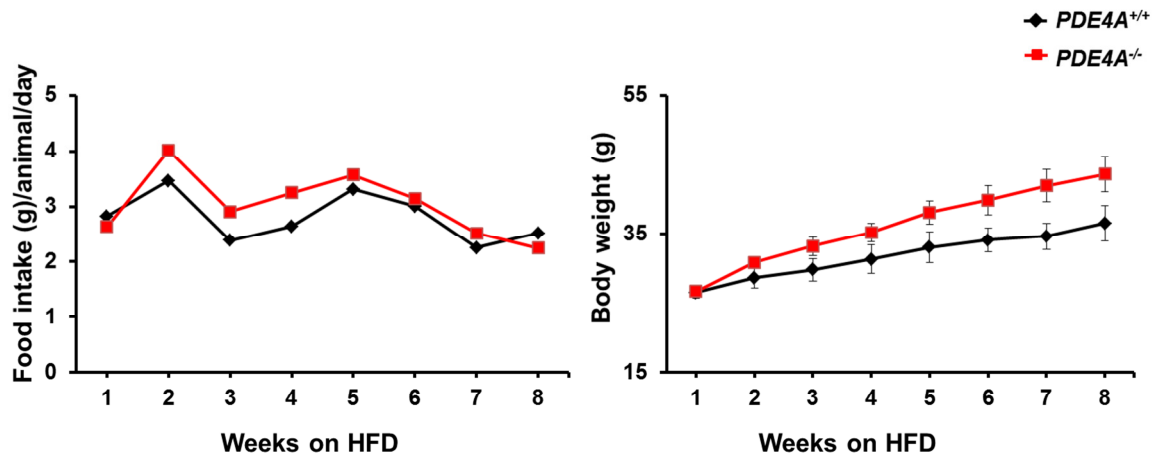 PDE4A+/+
PDE4A-/-
Food intake (g)/animal/day
5
4
3
2
1
0
1 2 3 4 5 6 7 8
Weeks on HFD
Body weight (g)
55
35
15
1 2 3 4 5 6 7 8
Weeks on HFD